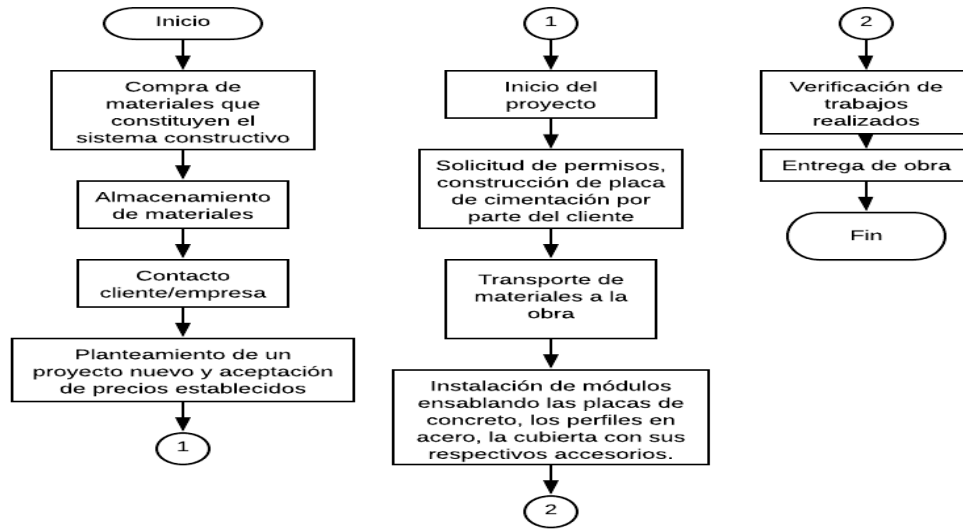 Inicio
Compra de
materiales que
constituyen el
sistema constructivo
Almacenamiento
de materiales
Contacto
cliente/empresa
Planteamiento de un
proyecto nuevo y aceptación
de precios establecidos
1
1
Inicio del
proyecto
Solicitud de permisos,
construcción de placa
de cimentación por
parte del cliente
Transporte de
materiales a la
obra
Instalación de módulos
ensablando las placas de
concreto, los perfiles en
acero, la cubierta con sus
respectivos accesorios.
2
2
Verificación de
trabajos
realizados
Entrega de obra
Fin